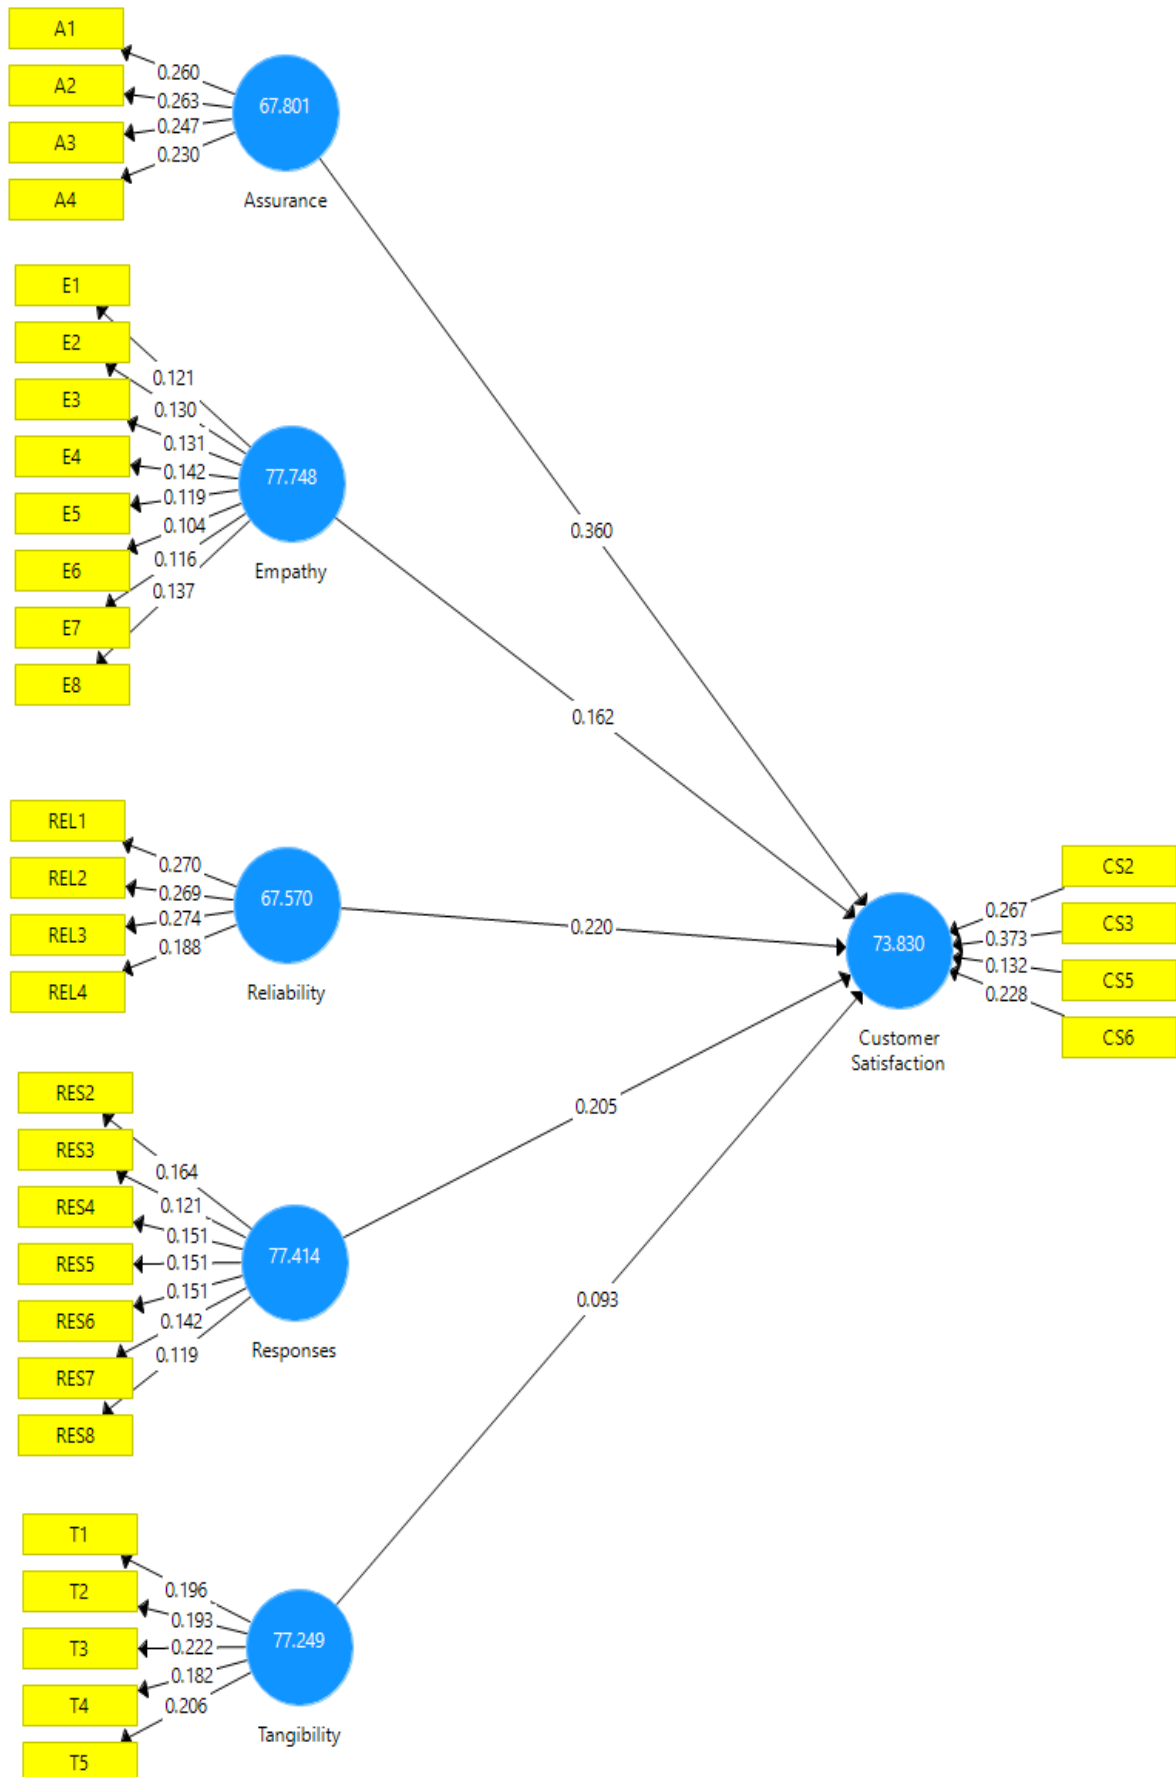 A1
A2
A3
A4
0.260
0.263
0.247
0.230
67.801
Assurance
E1
E2
E3
E4
E5
E6
E7
E8
0.121
0.130
0.131
0.142
0.119
0.104
0.116
0.137
77.748
Empathy
REL1
REL2
REL3
REL4
0.270
0.269
0.274
0.188
67.570
Reliability
RES2
RES3
RES4
RES5
RES6
RES7
RES8
0.164
0.121
0.151
0.151
0.151
0.142
0.119
77.414
Responses
T1
T2
T3
T4
T5
0.196
0.193
0.222
0.182
0.206
77.249
Tangibility
0.360
0.162
0.220
0.205
0.093
73.830
Customer
Satisfaction
0.267
0.373
0.132
0.228
CS2
CS3
CS5
CS6